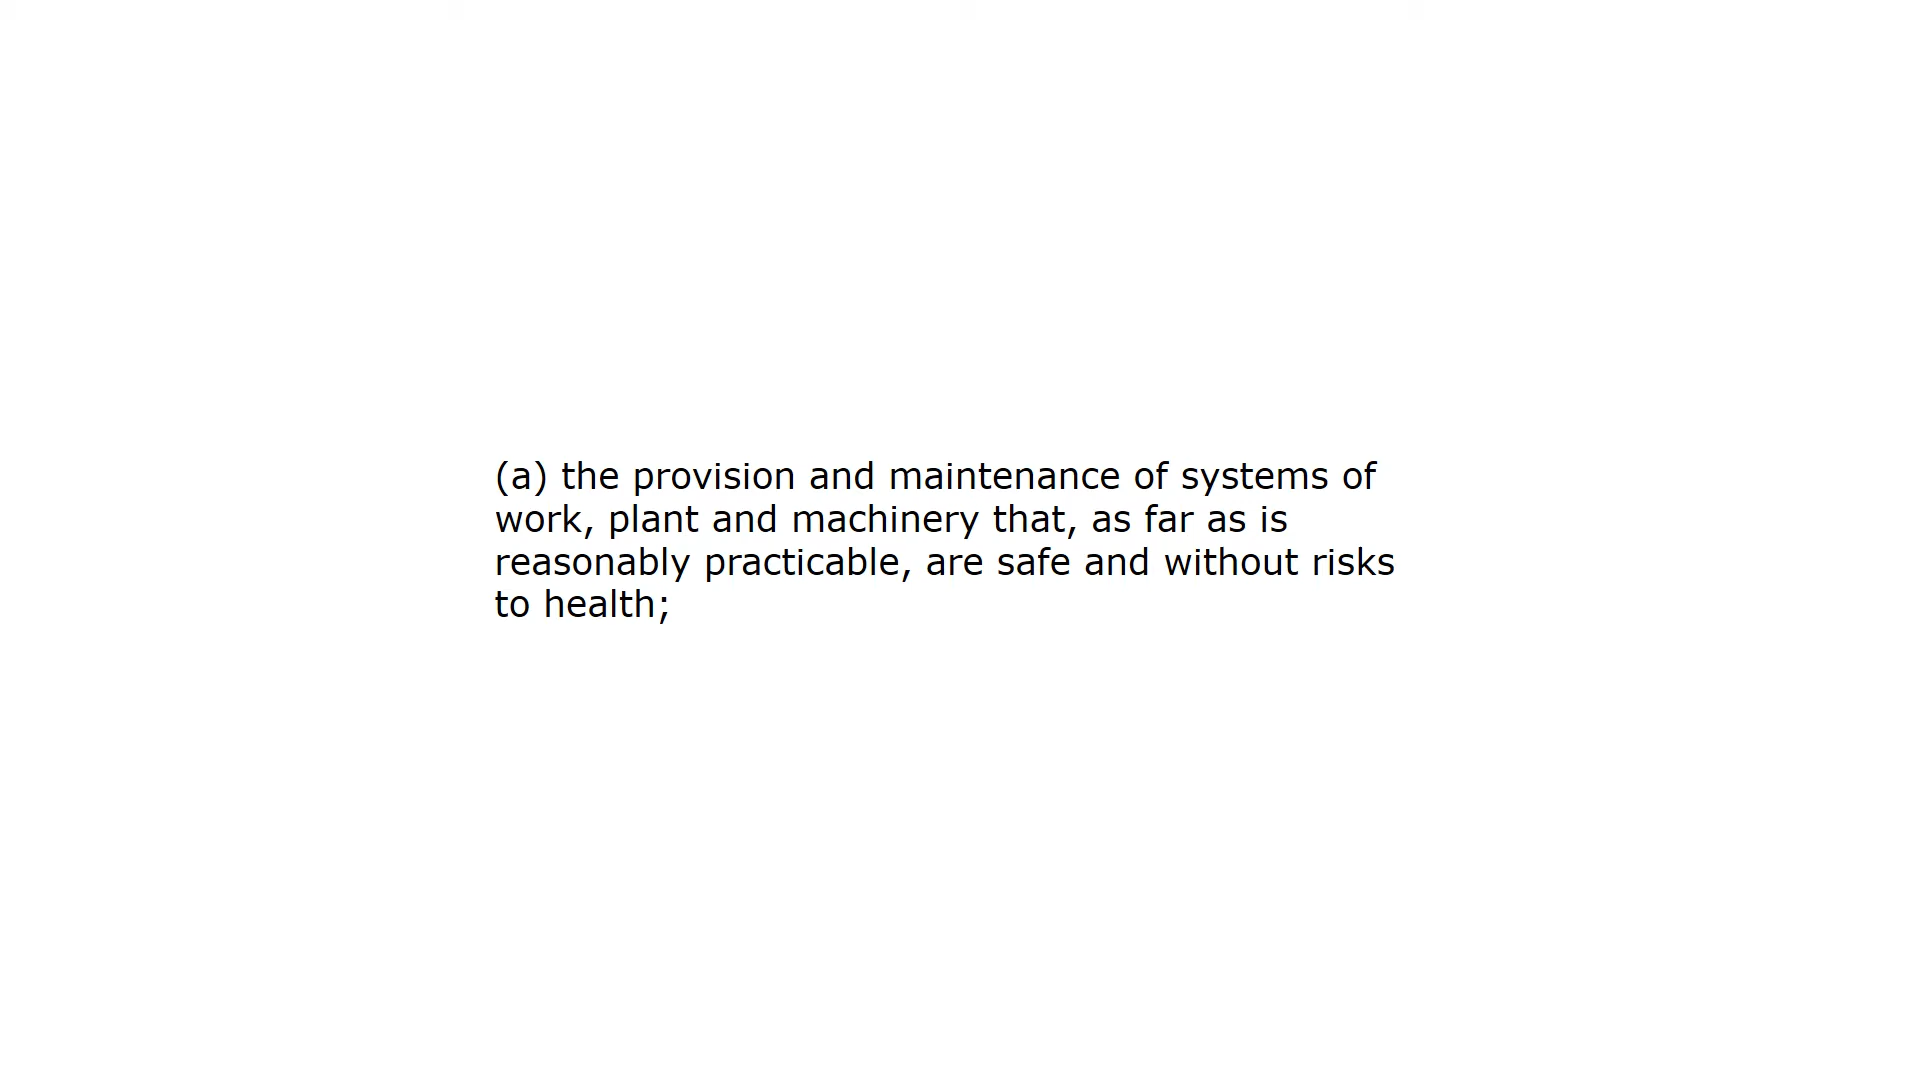 (a) the provision and maintenance of systems of
work, plant and machinery that, as far as is
reasonably practicable, are safe and without risks
to health;